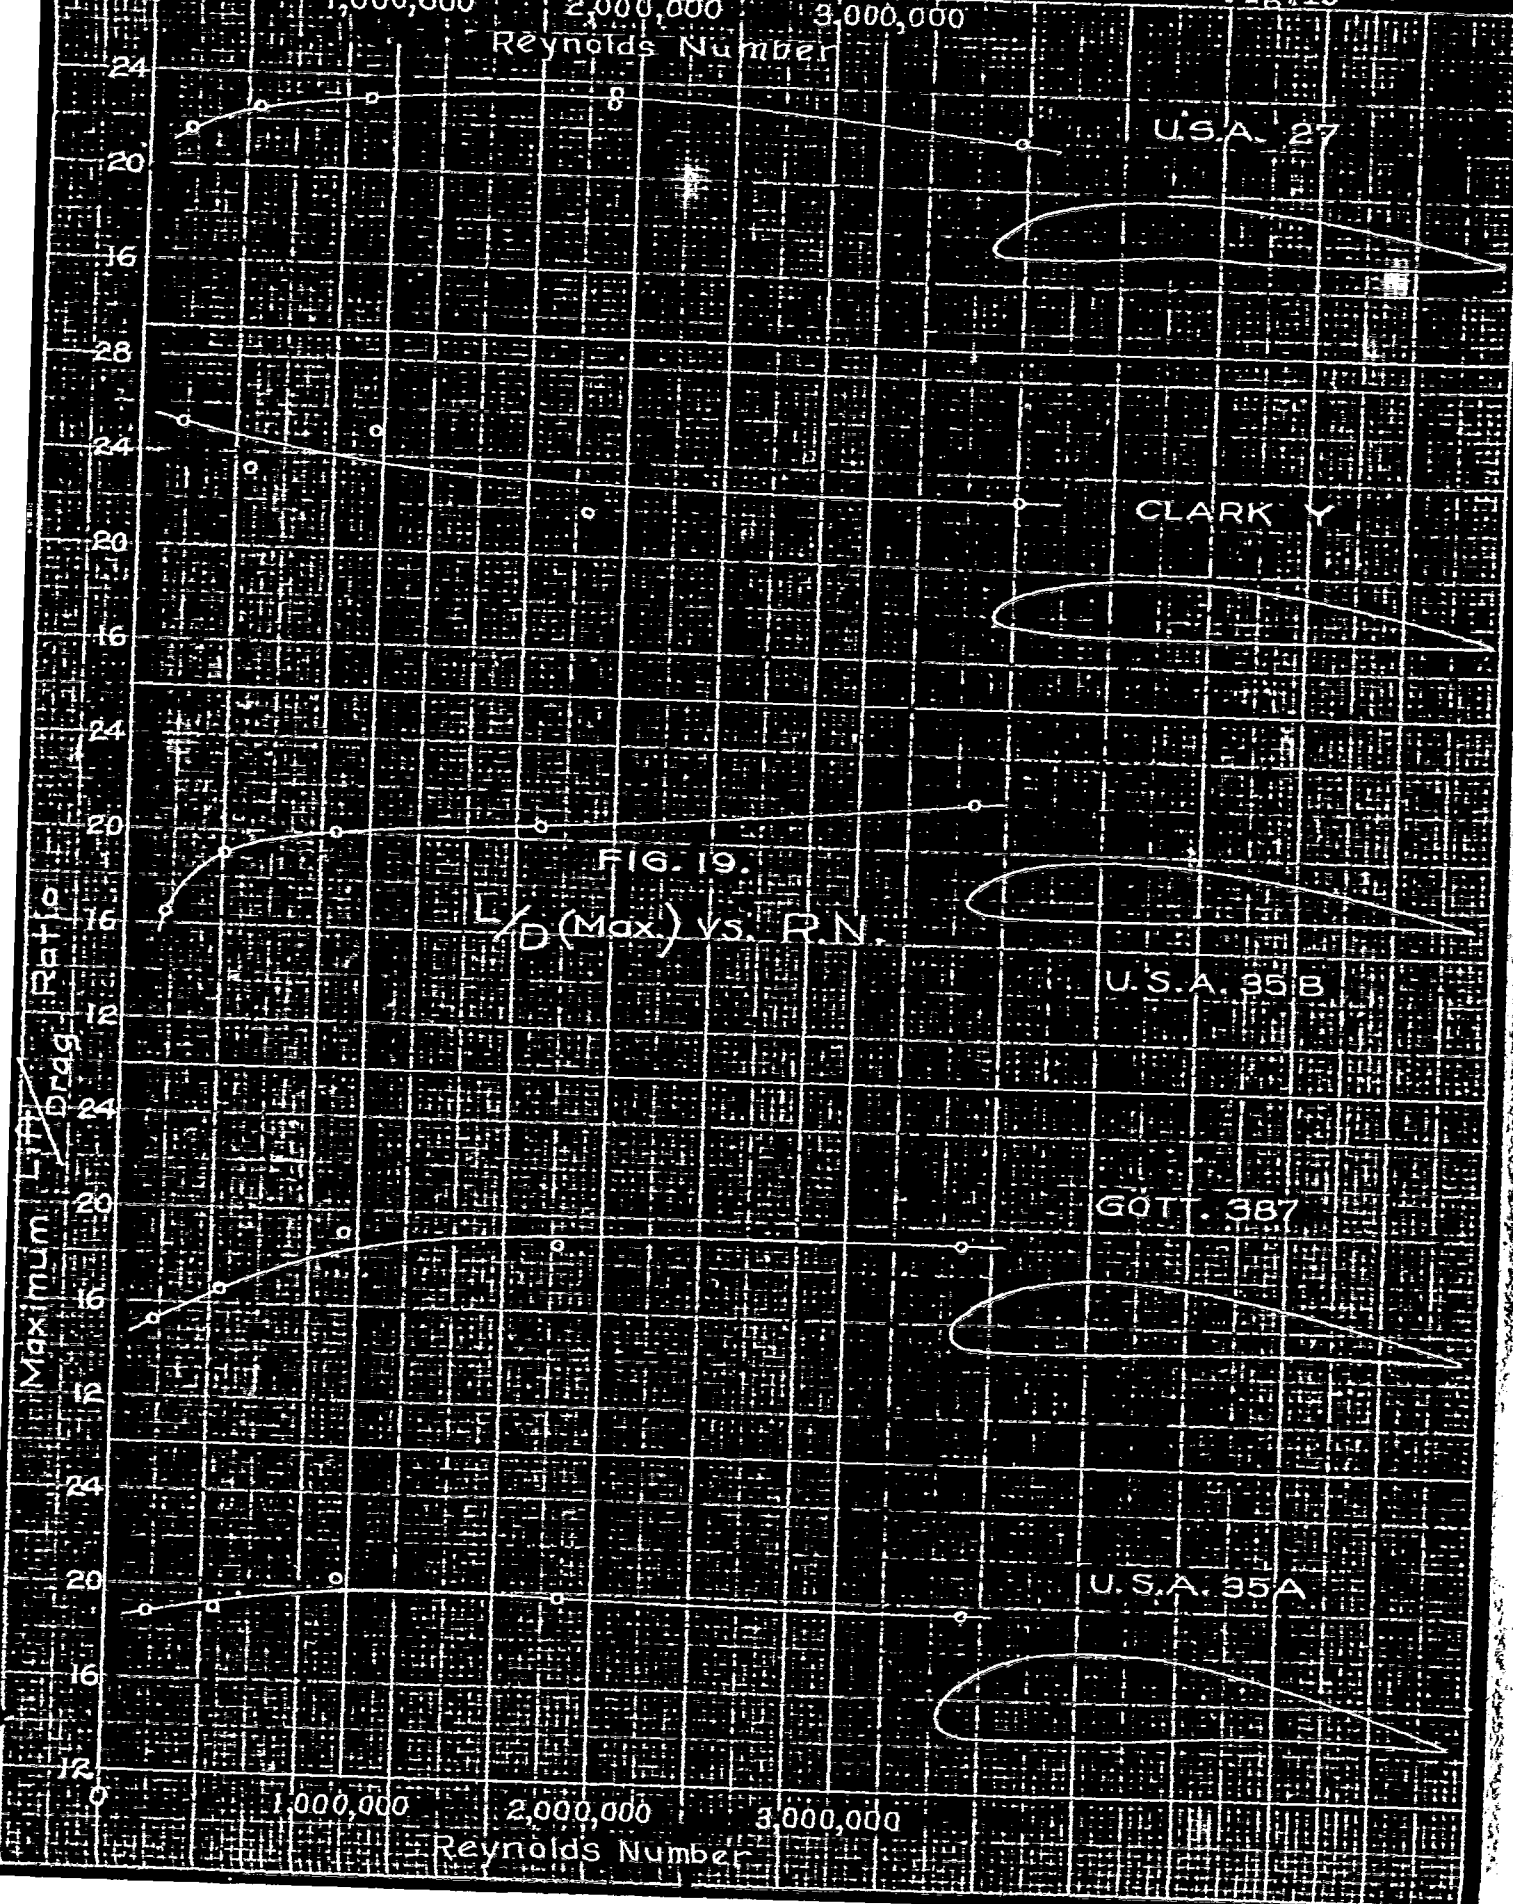 1,000,000 2,000,000 3,000,000
Reynolds Number
24
U.S.A. 27
20
16
28
24
CLARK Y
20
16
24
20
FIG. 19.
L/D (Max.) vs. R.N.
16
U.S.A. 35B
12
Maximum Lift/Drag Ratio
24
20
GOTT. 387
16
12
24
20
U.S.A. 35A
16
12
0 1,000,000 2,000,000 3,000,000
Reynolds Number